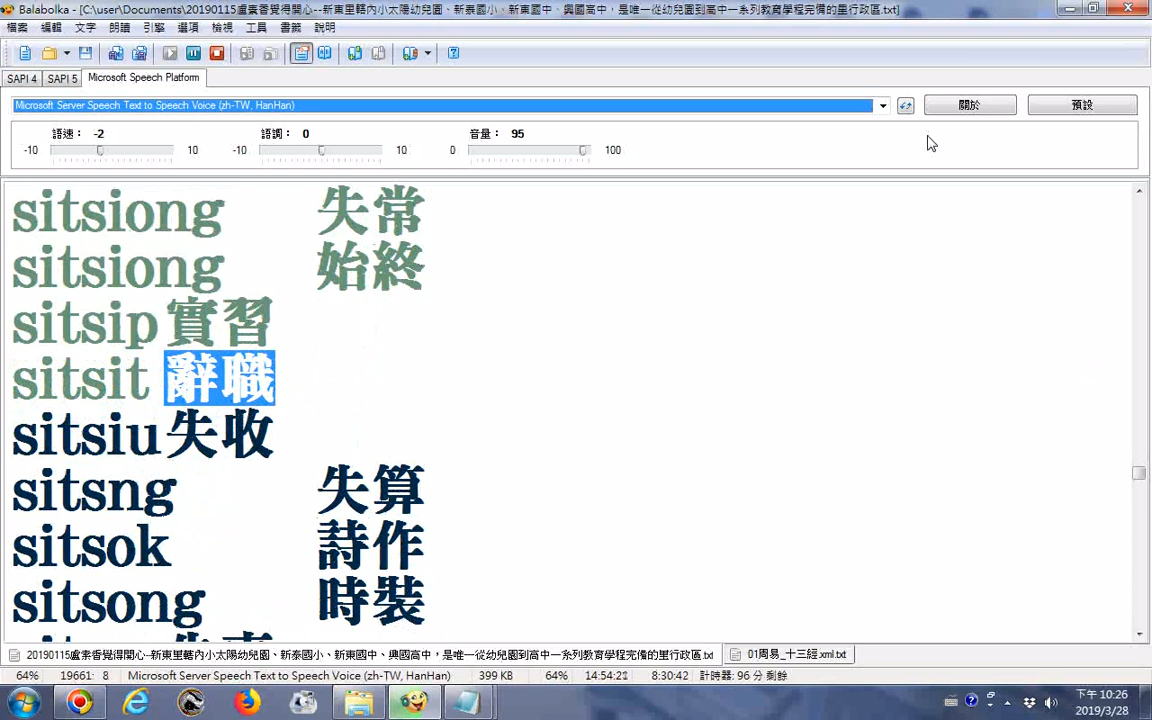 Balabolka - [C:\user\Documents\20190115盧素香覺得開心--新東里轄內小太陽幼兒園、新泰國小、新東國中、興國高中，是唯一從幼兒園到高中一系列教育學程完備的里行政區.txt]
檔案 編輯 文字 朗讀 引擎 選項 檢視 工具 書籤 說明
SAPI 4 SAPI 5 Microsoft Speech Platform
Microsoft Server Speech Text to Speech Voice (zh-TW, HanHan) 關於 預設
語速： -2 語調： 0 音量： 95
-10 10 -10 10 0 100
sitsiong 失常
sitsiong 始終
sitsip 實習
sitsit 辭職
sitsiu 失收
sitsng 失算
sitsok 詩作
sitsong 時裝
20190115盧素香覺得開心--新東里轄內小太陽幼兒園、新泰國小、新東國中、興國高中，是唯一從幼兒園到高中一系列教育學程完備的里行政區.txt 01周易_十三經.txt
64% 19661: 8 Microsoft Server Speech Text to Speech Voice (zh-TW, HanHan) 399 KB 64% 14:54:21 8:30:42 計時器: 96 分 剩餘
下午 10:26
2019/3/28